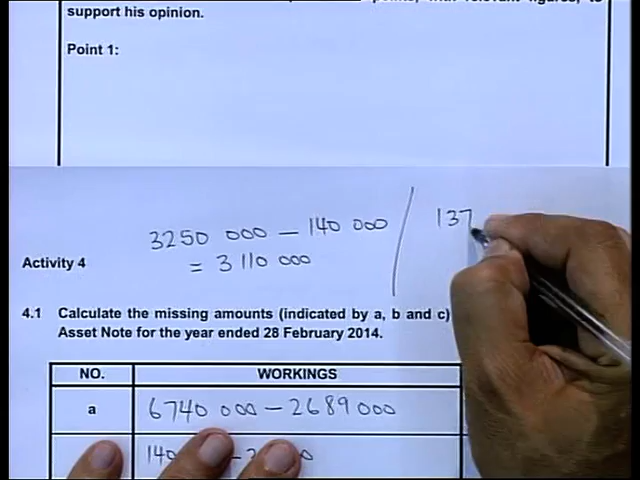 support his opinion.
Point 1:
3250 000 – 140 000
= 3 110 000
137
Activity 4
4.1 Calculate the missing amounts (indicated by a, b and c)
Asset Note for the year ended 28 February 2014.
NO. WORKINGS
a 6740 000 – 2689 000